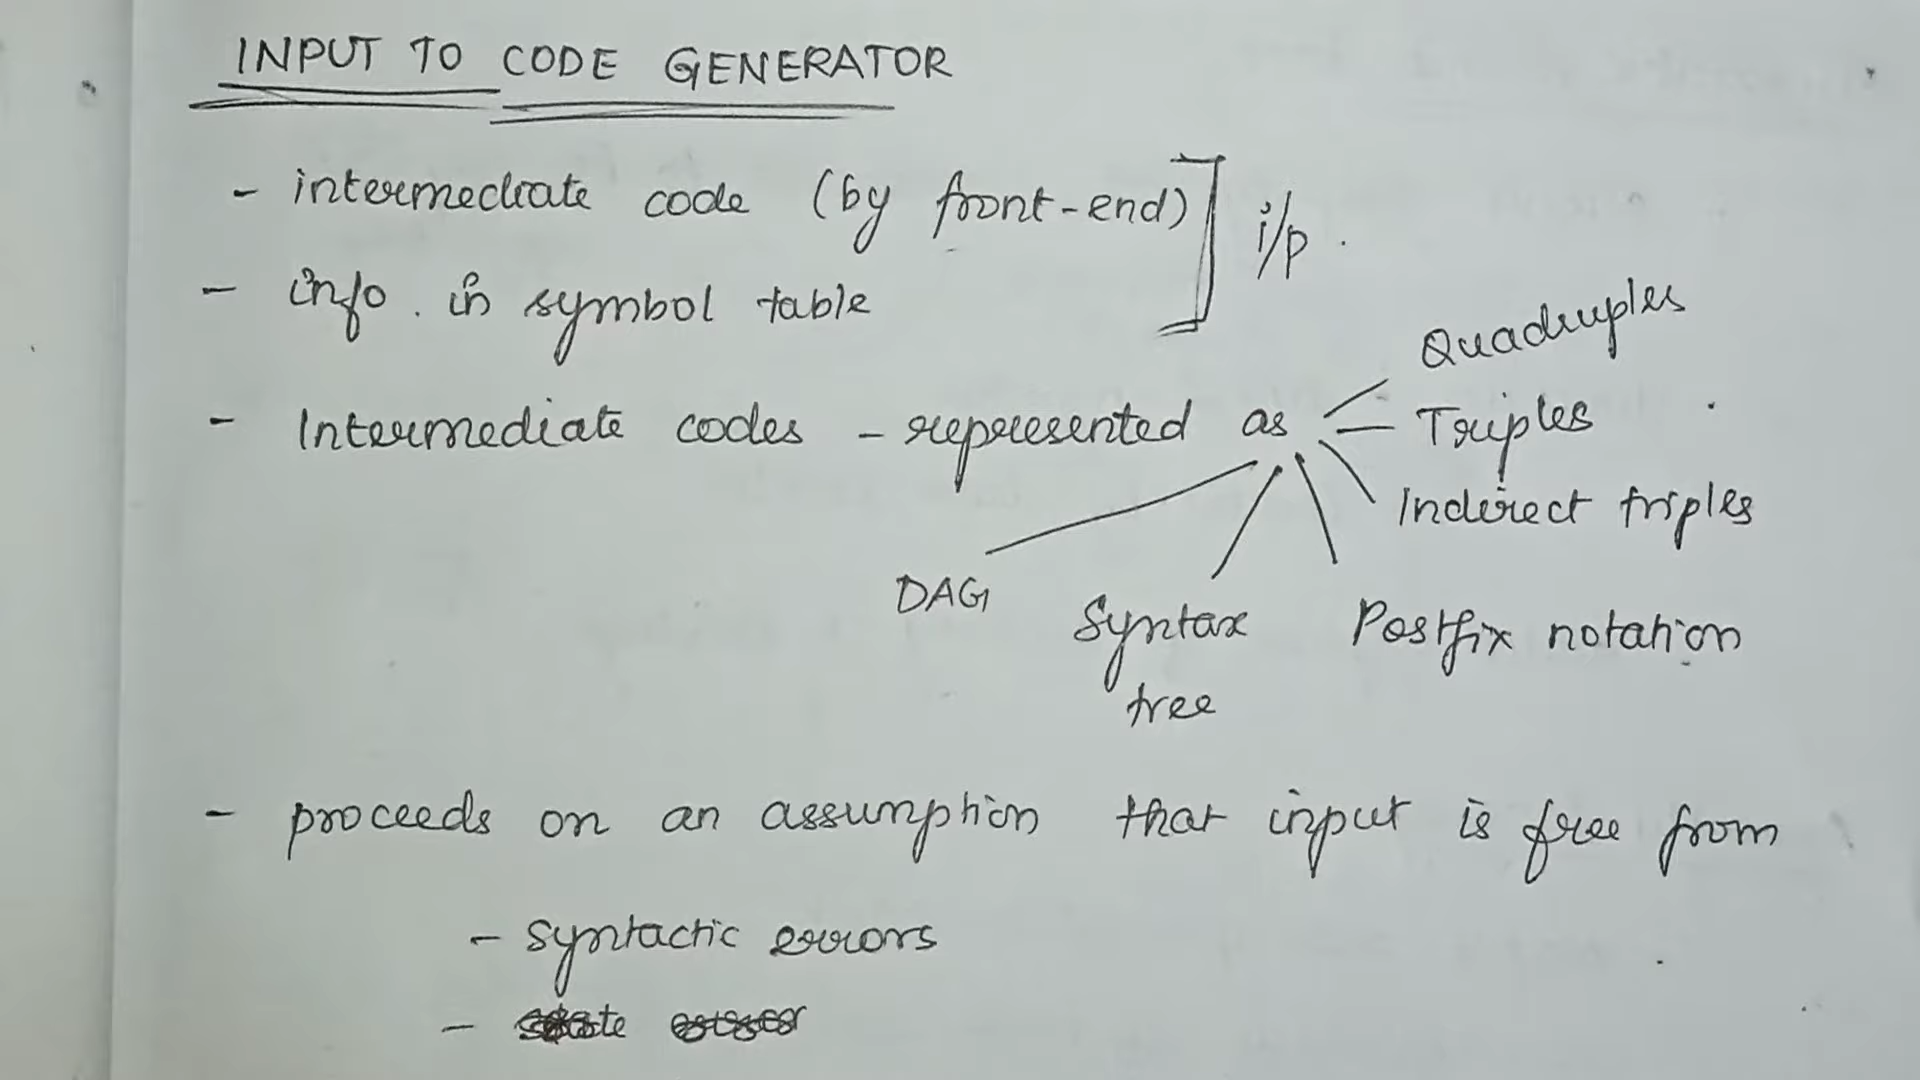 INPUT TO CODE GENERATOR
- intermediate code (by front-end)
i/p.
- info. in symbol table
- Intermediate codes - represented as
Quadruples
Triples
Indirect triples
DAG
Syntax tree
Postfix notation
- proceeds on an assumption that input is free from
- syntactic errors
-